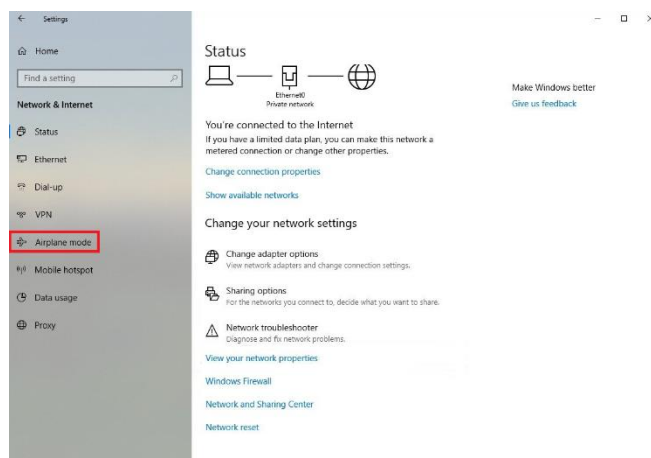 Settings
Home
Find a setting
Network & Internet
Status
Ethernet
Dial-up
VPN
Airplane mode
Mobile hotspot
Data usage
Proxy
Status
Ethernet0
Private network
You're connected to the Internet
If you have a limited data plan, you can make this network a
metered connection or change other properties.
Change connection properties
Show available networks
Change your network settings
Change adapter options
View network adapters and change connection settings.
Sharing options
For the networks you connect to, decide what you want to share.
Network troubleshooter
Diagnose and fix network problems.
View your network properties
Windows Firewall
Network and Sharing Center
Network reset
Make Windows better
Give us feedback